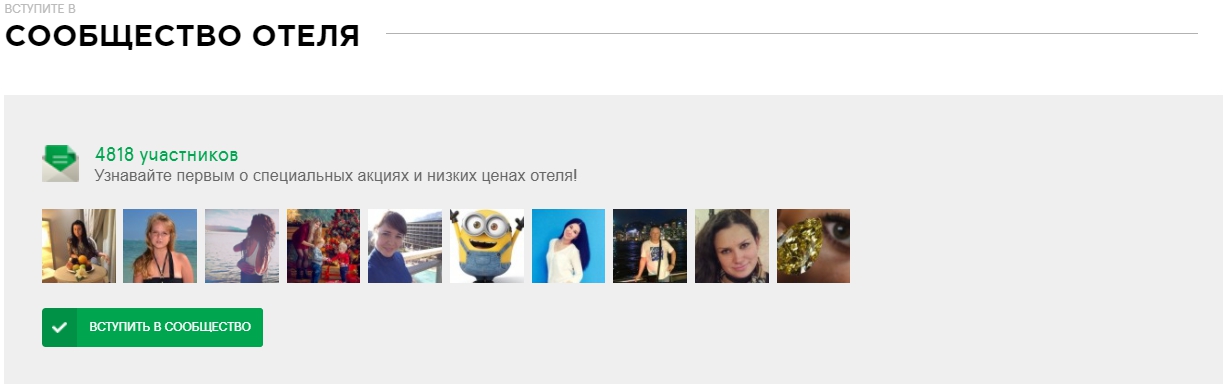 ВСТУПИТЕ В
СООБЩЕСТВО ОТЕЛЯ
4818 участников
Узнавайте первым о специальных акциях и низких ценах отеля!
ВСТУПИТЬ В СООБЩЕСТВО